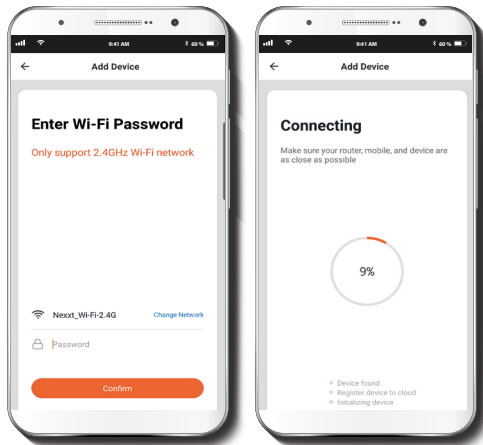 9:41 AM
60 %
Add Device
Enter Wi-Fi Password
Only support 2.4GHz Wi-Fi network
Nexxt_Wi-Fi-2.4G
Change Network
Password
Confirm
9:41 AM
60 %
Add Device
Connecting
Make sure your router, mobile, and device are
as close as possible
9%
Device found
Register device to cloud
Initializing device